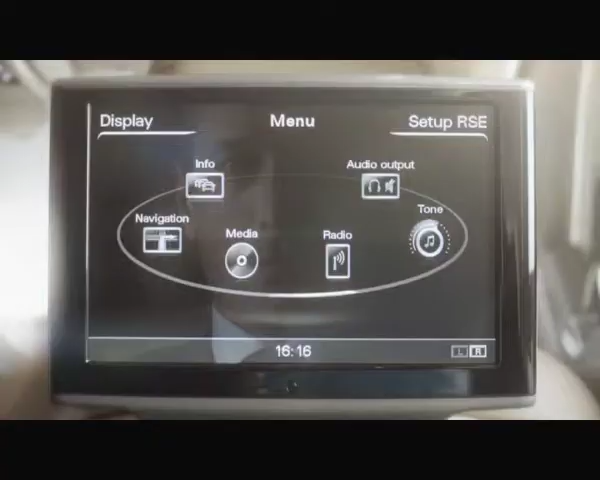 Display Menu Setup RSE
Info
Audio output
Navigation
Tone
Media
Radio
16:16
L R